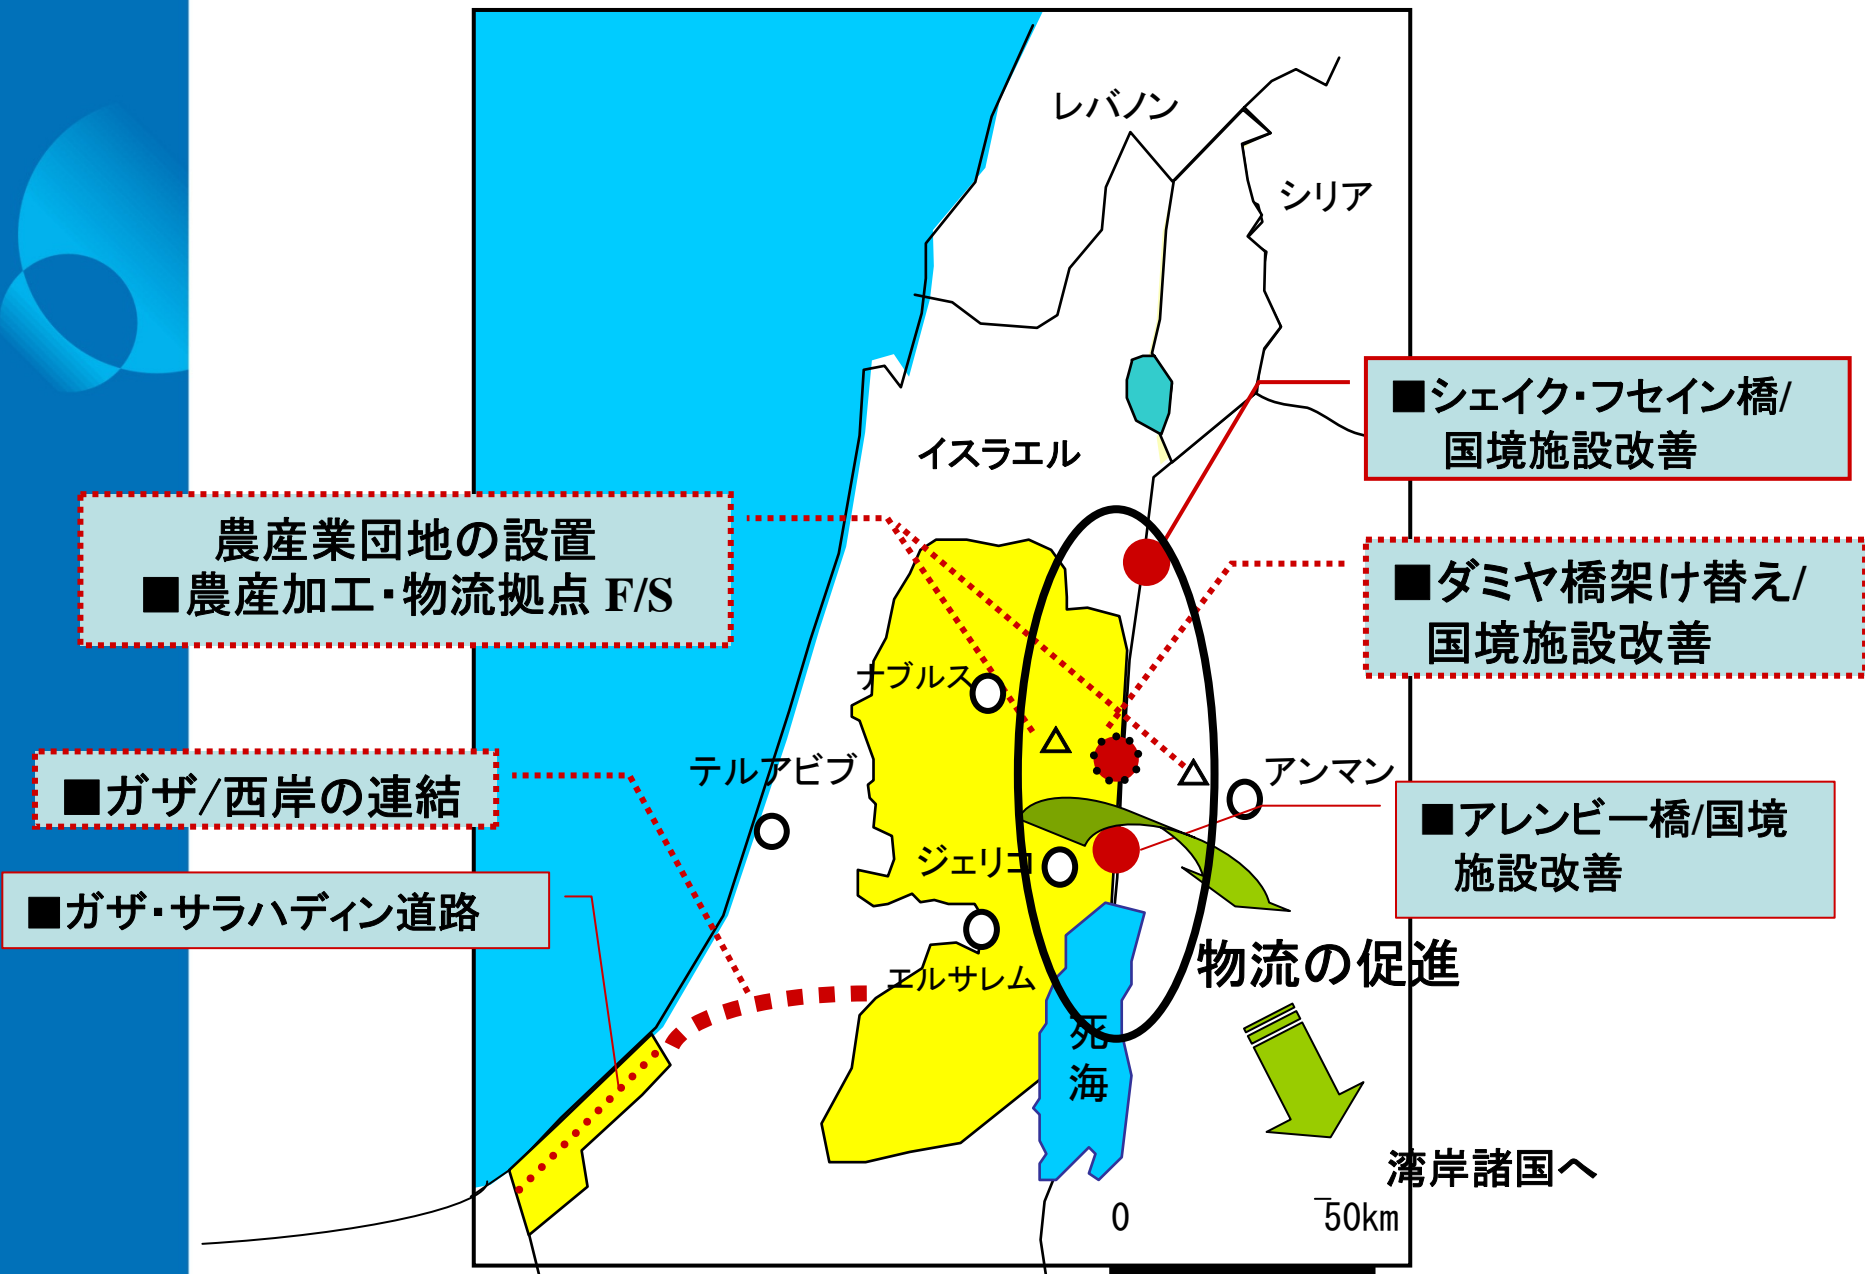 レバノン
シリア
■シェイク・フセイン橋/
国境施設改善
イスラエル
農産業団地の設置
■農産加工・物流拠点 F/S
■ダミヤ橋架け替え/
国境施設改善
ナブルス
テルアビブ
アンマン
■ガザ/西岸の連結
■アレンビー橋/国境
施設改善
ジェリコ
■ガザ・サラハディン道路
物流の促進
エルサレム
死
海
湾岸諸国へ
0
50km